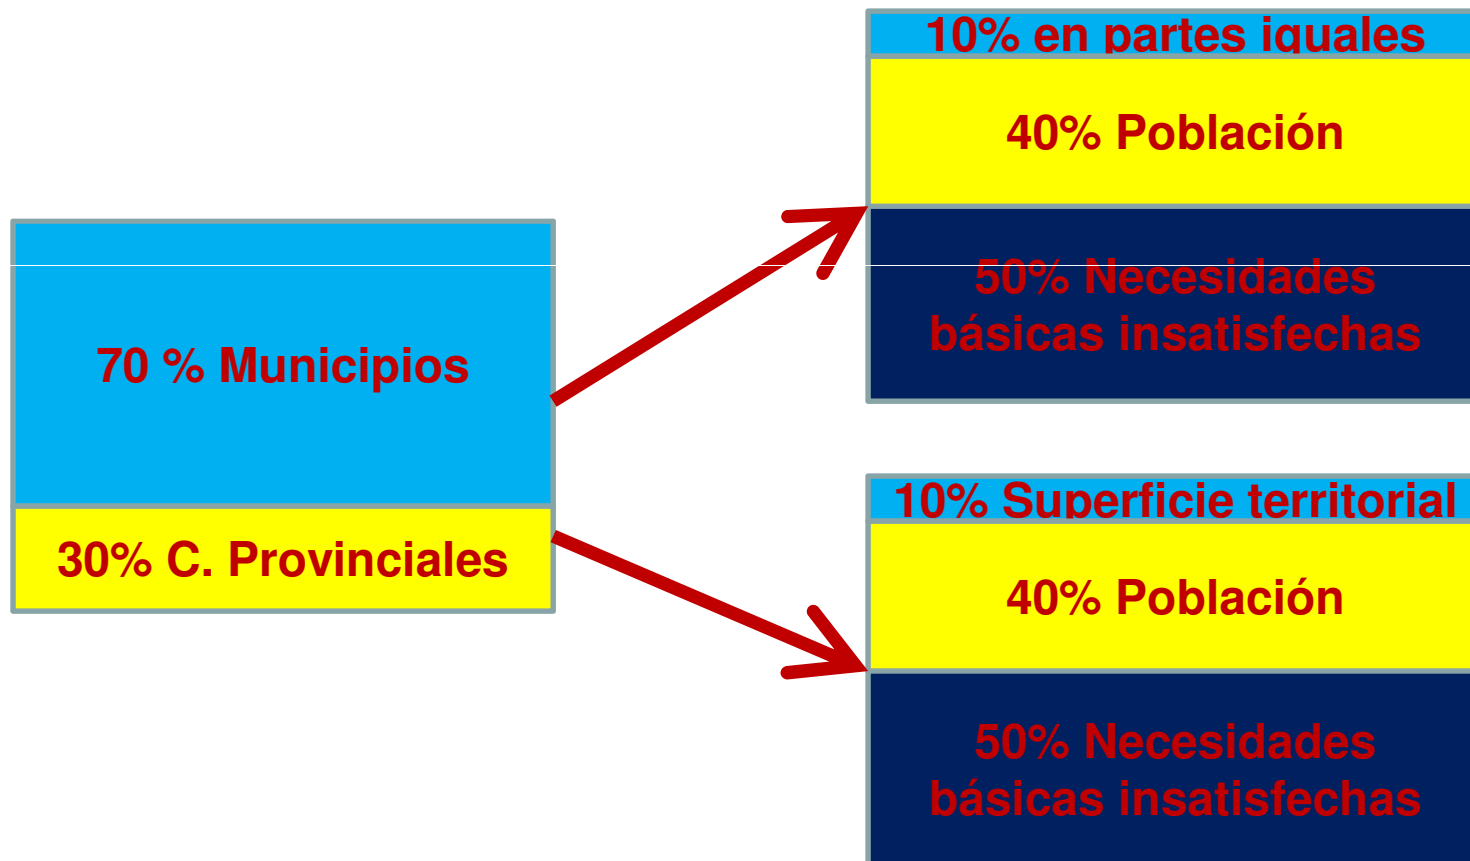 70 % Municipios
30% C. Provinciales
10% en partes iguales
40% Población
50% Necesidades
básicas insatisfechas
10% Superficie territorial
40% Población
50% Necesidades
básicas insatisfechas